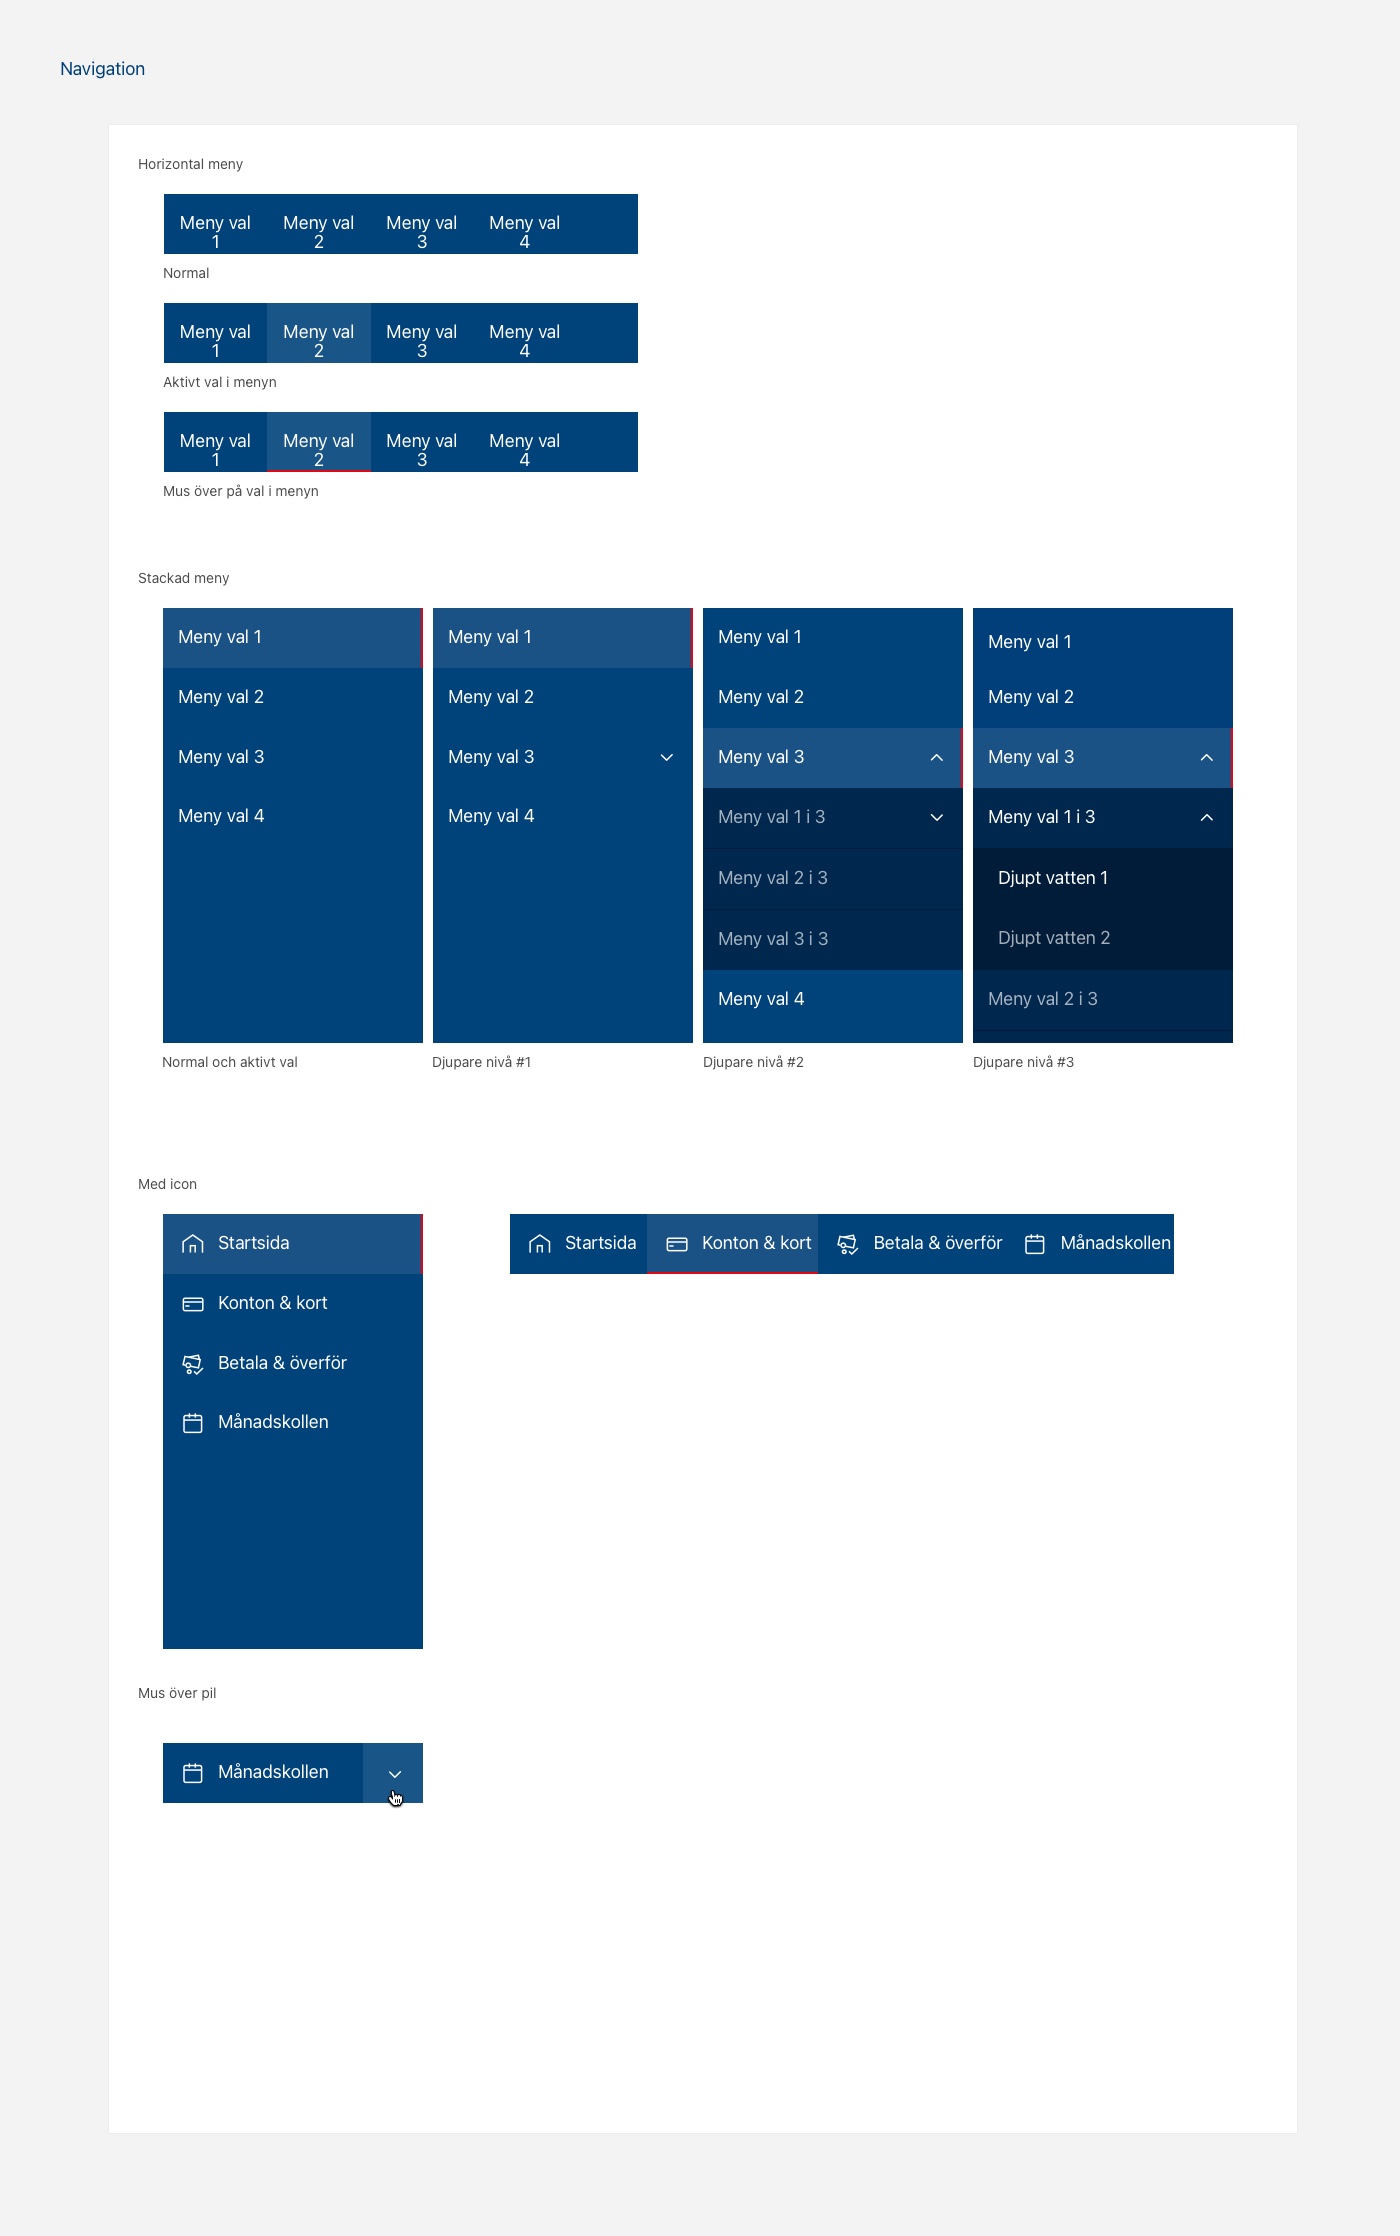 Navigation
Horizontal meny
Meny val Meny val Meny val Meny val
1 2 3 4
Normal
Meny val Meny val Meny val Meny val
1 2 3 4
Aktivt val i menyn
Meny val Meny val Meny val Meny val
1 2 3 4
Mus över på val i menyn
Stackad meny
Meny val 1
Meny val 2
Meny val 3
Meny val 4
Normal och aktivt val
Meny val 1
Meny val 2
Meny val 3
Meny val 4
Djupare nivå #1
Meny val 1
Meny val 2
Meny val 3
Meny val 1 i 3
Meny val 2 i 3
Meny val 3 i 3
Meny val 4
Djupare nivå #2
Meny val 1
Meny val 2
Meny val 3
Meny val 1 i 3
Djupt vatten 1
Djupt vatten 2
Meny val 2 i 3
Djupare nivå #3
Med icon
Startsida
Konton & kort
Betala & överför
Månadskollen
Startsida Konton & kort Betala & överför Månadskollen
Mus över pil
Månadskollen